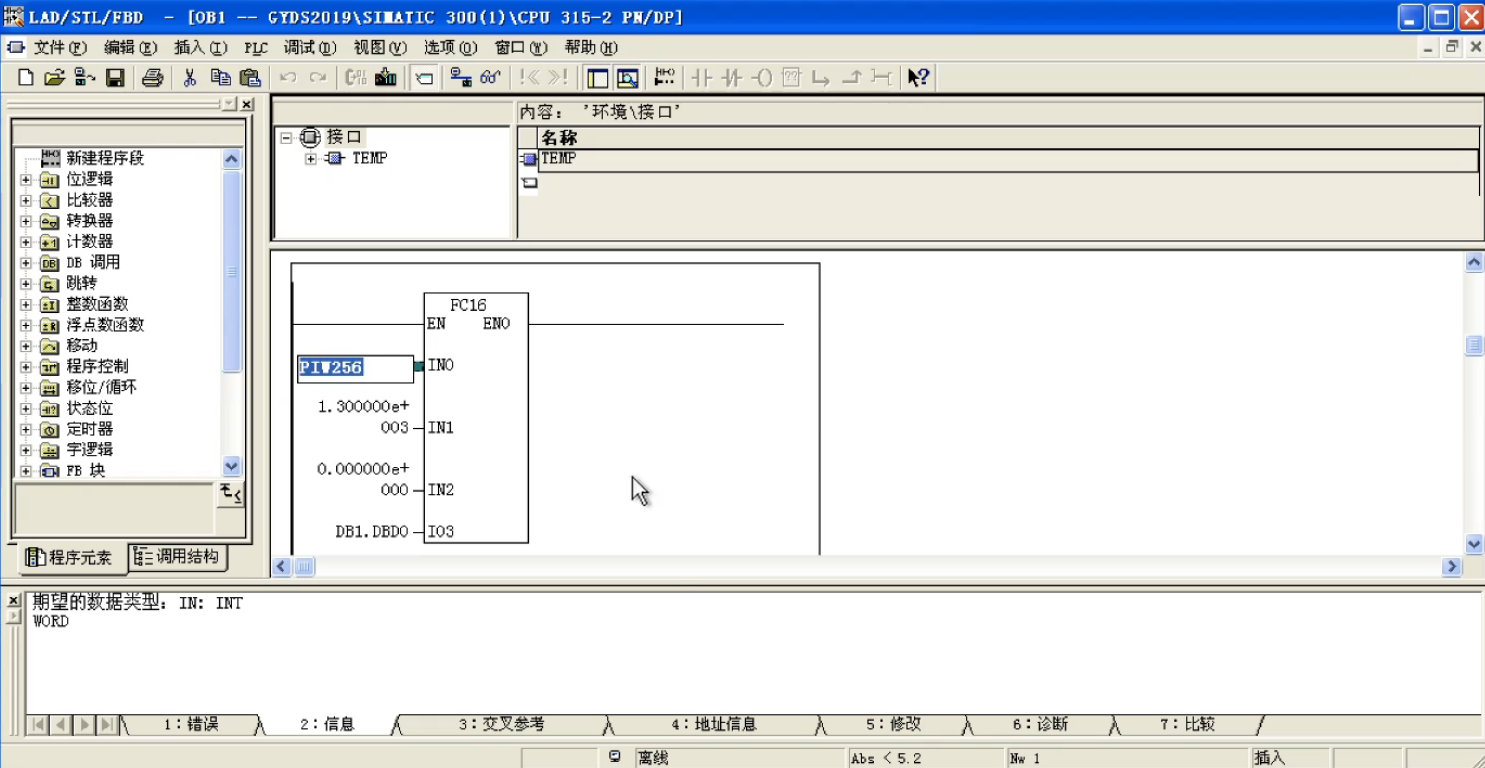 LAD/STL/FBD - [OB1 -- GYDS2019\SIMATIC 300(1)\CPU 315-2 PN/DP]
文件(F) 编辑(E) 插入(I) PLC 调试(D) 视图(V) 选项(O) 窗口(W) 帮助(H)
内容: '环境\接口'
接口
TEMP
名称
TEMP
新建程序段
位逻辑
比较器
转换器
计数器
DB 调用
跳转
整数函数
浮点数函数
移动
程序控制
移位/循环
状态位
定时器
字逻辑
FB 块
程序元素 调用结构
FC16
EN ENO
PIW256 IN0
1.300000e+
003 IN1
0.000000e+
000 IN2
DB1.DBD0 IO3
期望的数据类型: IN: INT
WORD
1:错误 2:信息 3:交叉参考 4:地址信息 5:修改 6:诊断 7:比较
离线 Abs < 5.2 Nw 1 插入